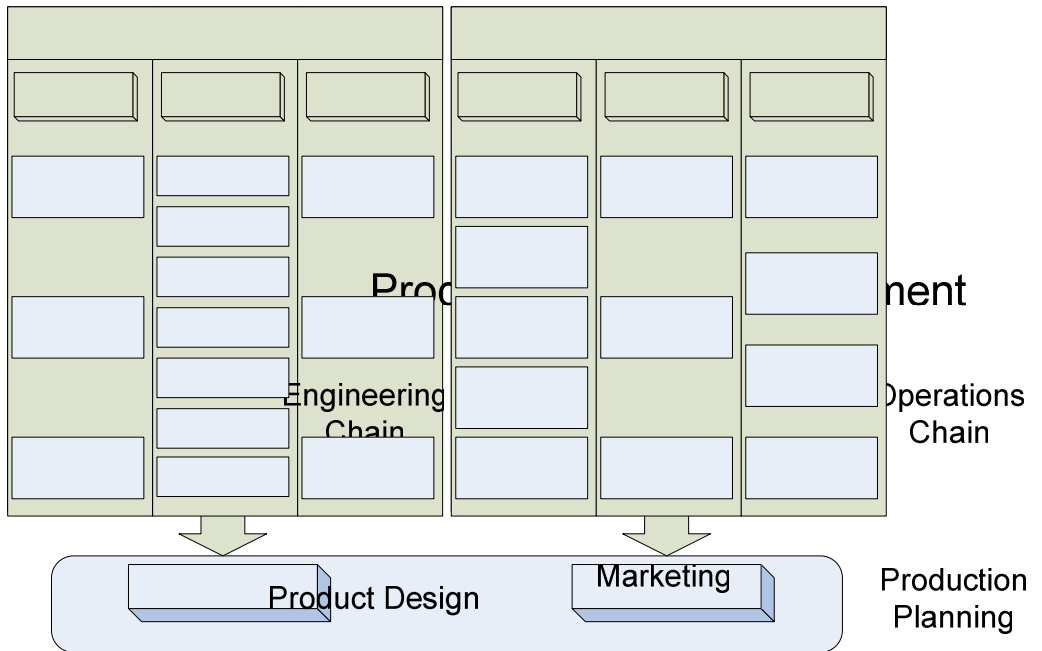 Engineering
Chain
Operations
Chain
Marketing
Product Design
Production
Planning